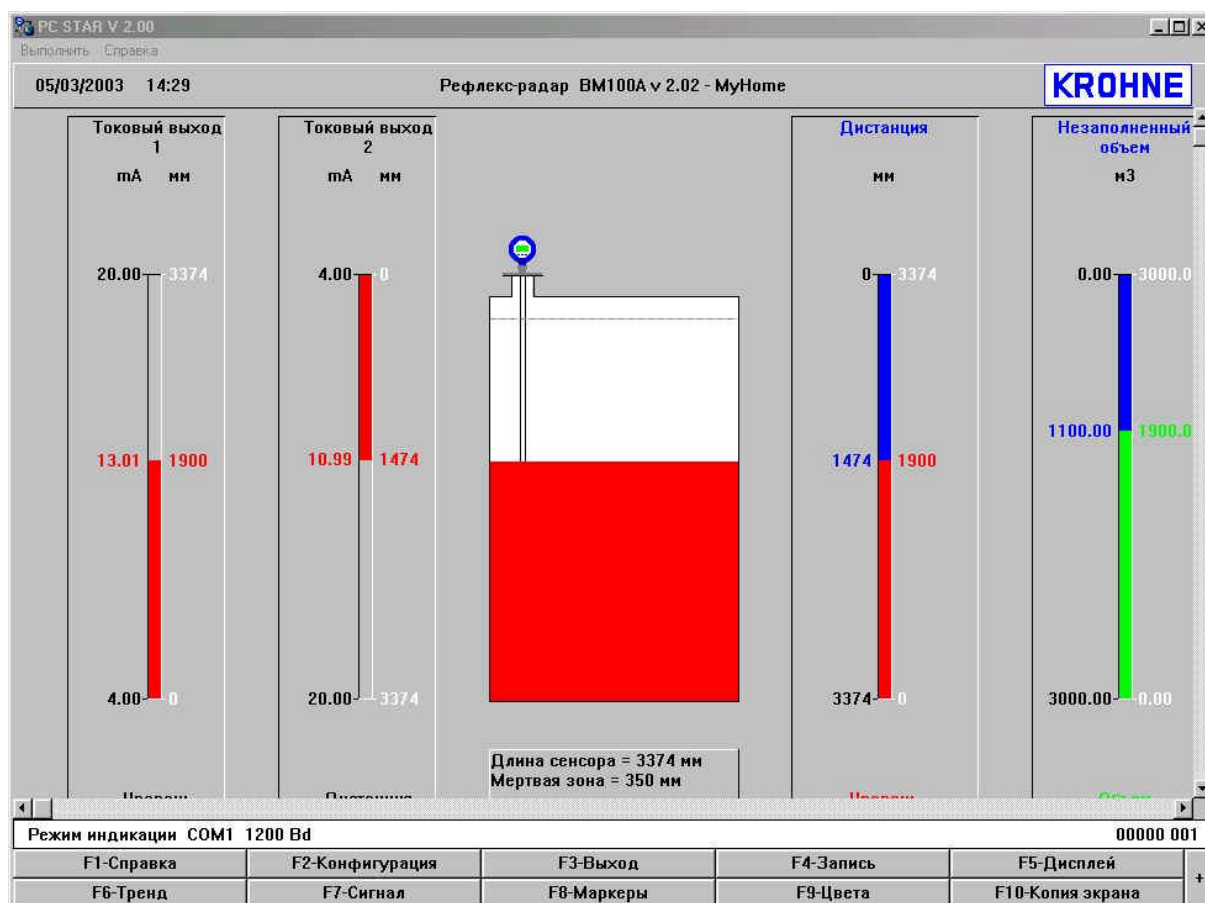 PC STAR V 2.00
Выполнить Справка
05/03/2003 14:29 Рефлекс-радар BM100A v 2.02 - MyHome KROHNE
Токовый выход
1
mA мм
20.00 3374
13.01 1900
4.00 0
Токовый выход
2
mA мм
4.00 0
10.99 1474
20.00 3374
Дистанция
мм
0 3374
1474 1900
3374 0
Незаполненный
объем
м3
0.00 3000.0
1100.00 1900.0
3000.00 0.00
Длина сенсора = 3374 мм
Мертвая зона = 350 мм
Режим индикации COM1 1200 Bd 00000 001
F1-Справка F2-Конфигурация F3-Выход F4-Запись F5-Дисплей +
F6-Тренд F7-Сигнал F8-Маркеры F9-Цвета F10-Копия экрана